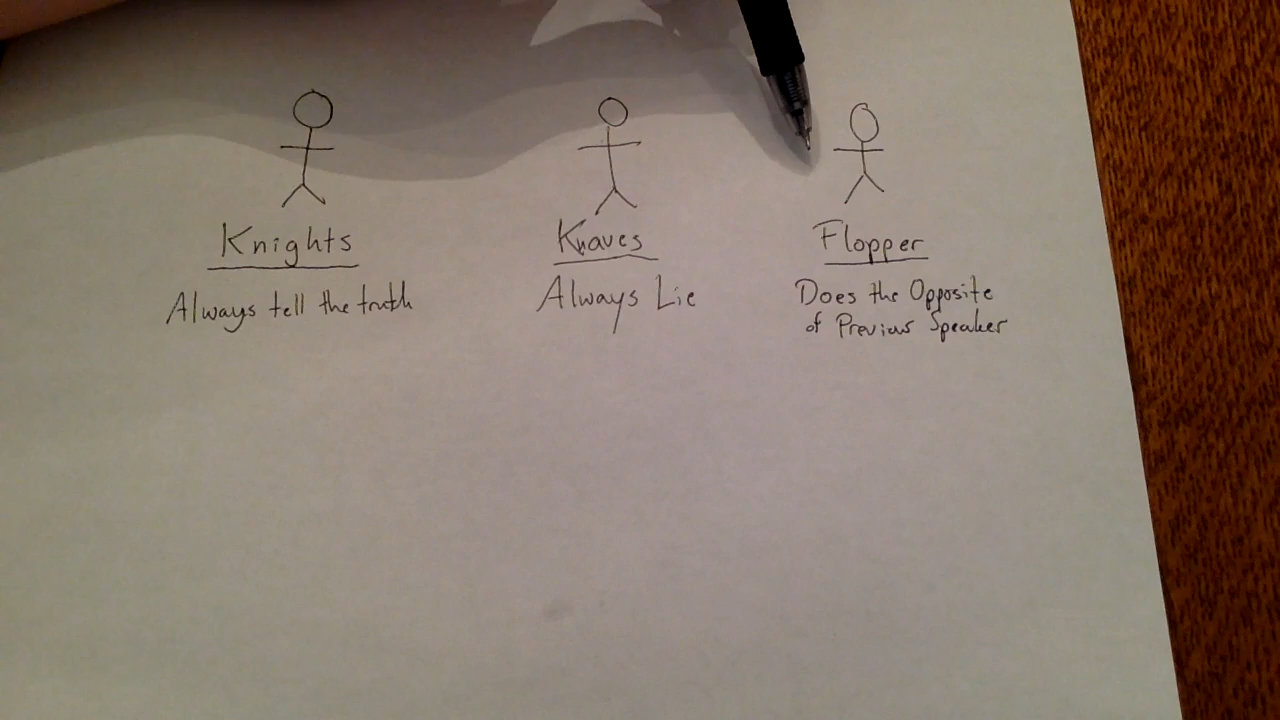 Knights
Always tell the truth
Knaves
Always Lie
Flopper
Does the Opposite
of Previous Speaker